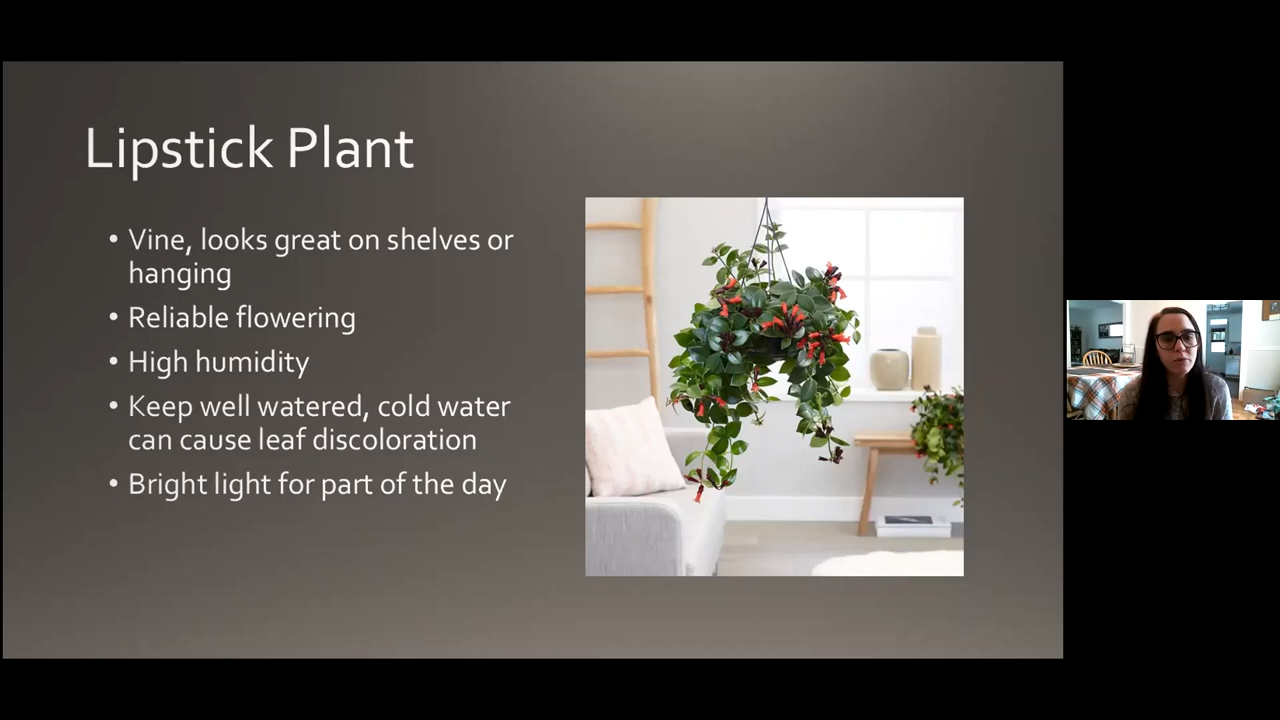 Lipstick Plant
• Vine, looks great on shelves or
hanging
• Reliable flowering
• High humidity
• Keep well watered, cold water
can cause leaf discoloration
• Bright light for part of the day